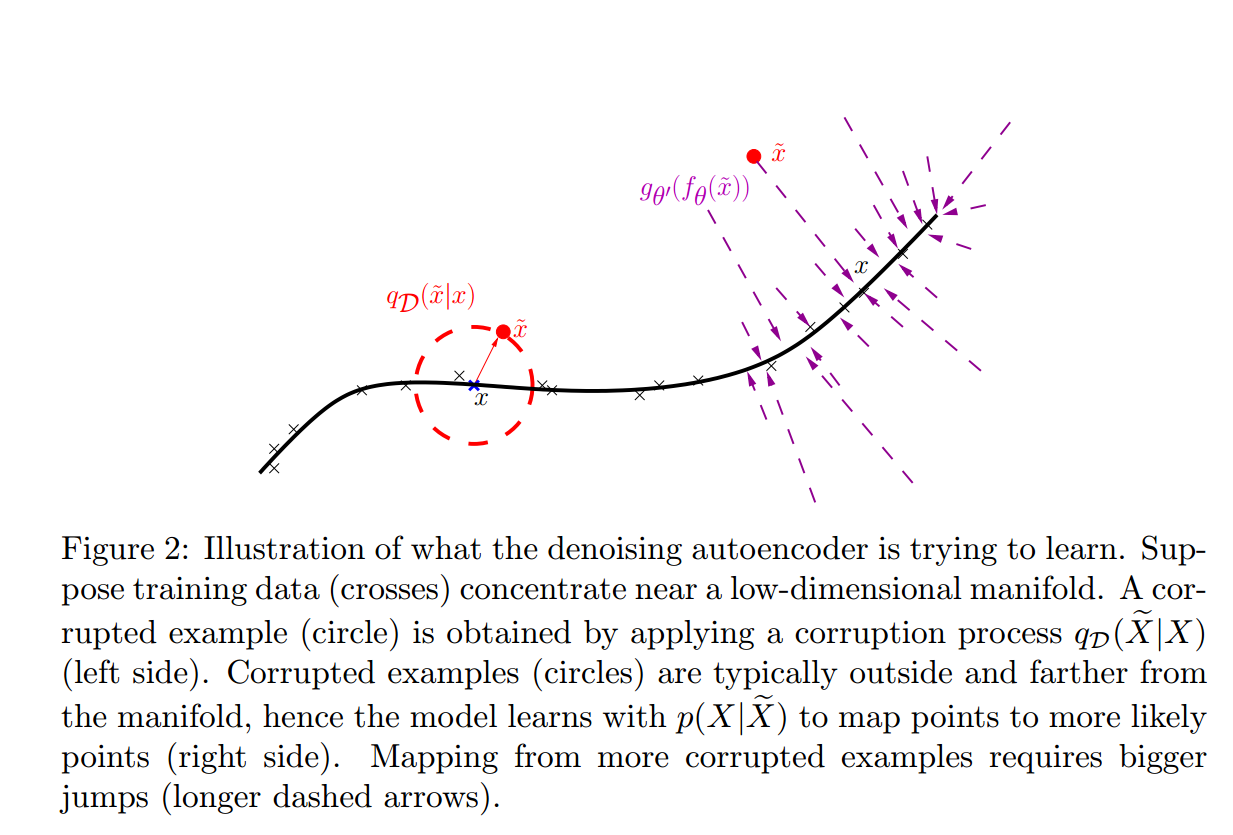 x̃
g_θ′(f_θ(x̃))
x
q_𝒟(x̃|x)
x̃
x
Figure 2: Illustration of what the denoising autoencoder is trying to learn. Sup-
pose training data (crosses) concentrate near a low-dimensional manifold. A cor-
rupted example (circle) is obtained by applying a corruption process q_𝒟(X̃|X)
(left side). Corrupted examples (circles) are typically outside and farther from
the manifold, hence the model learns with p(X|X̃) to map points to more likely
points (right side). Mapping from more corrupted examples requires bigger
jumps (longer dashed arrows).